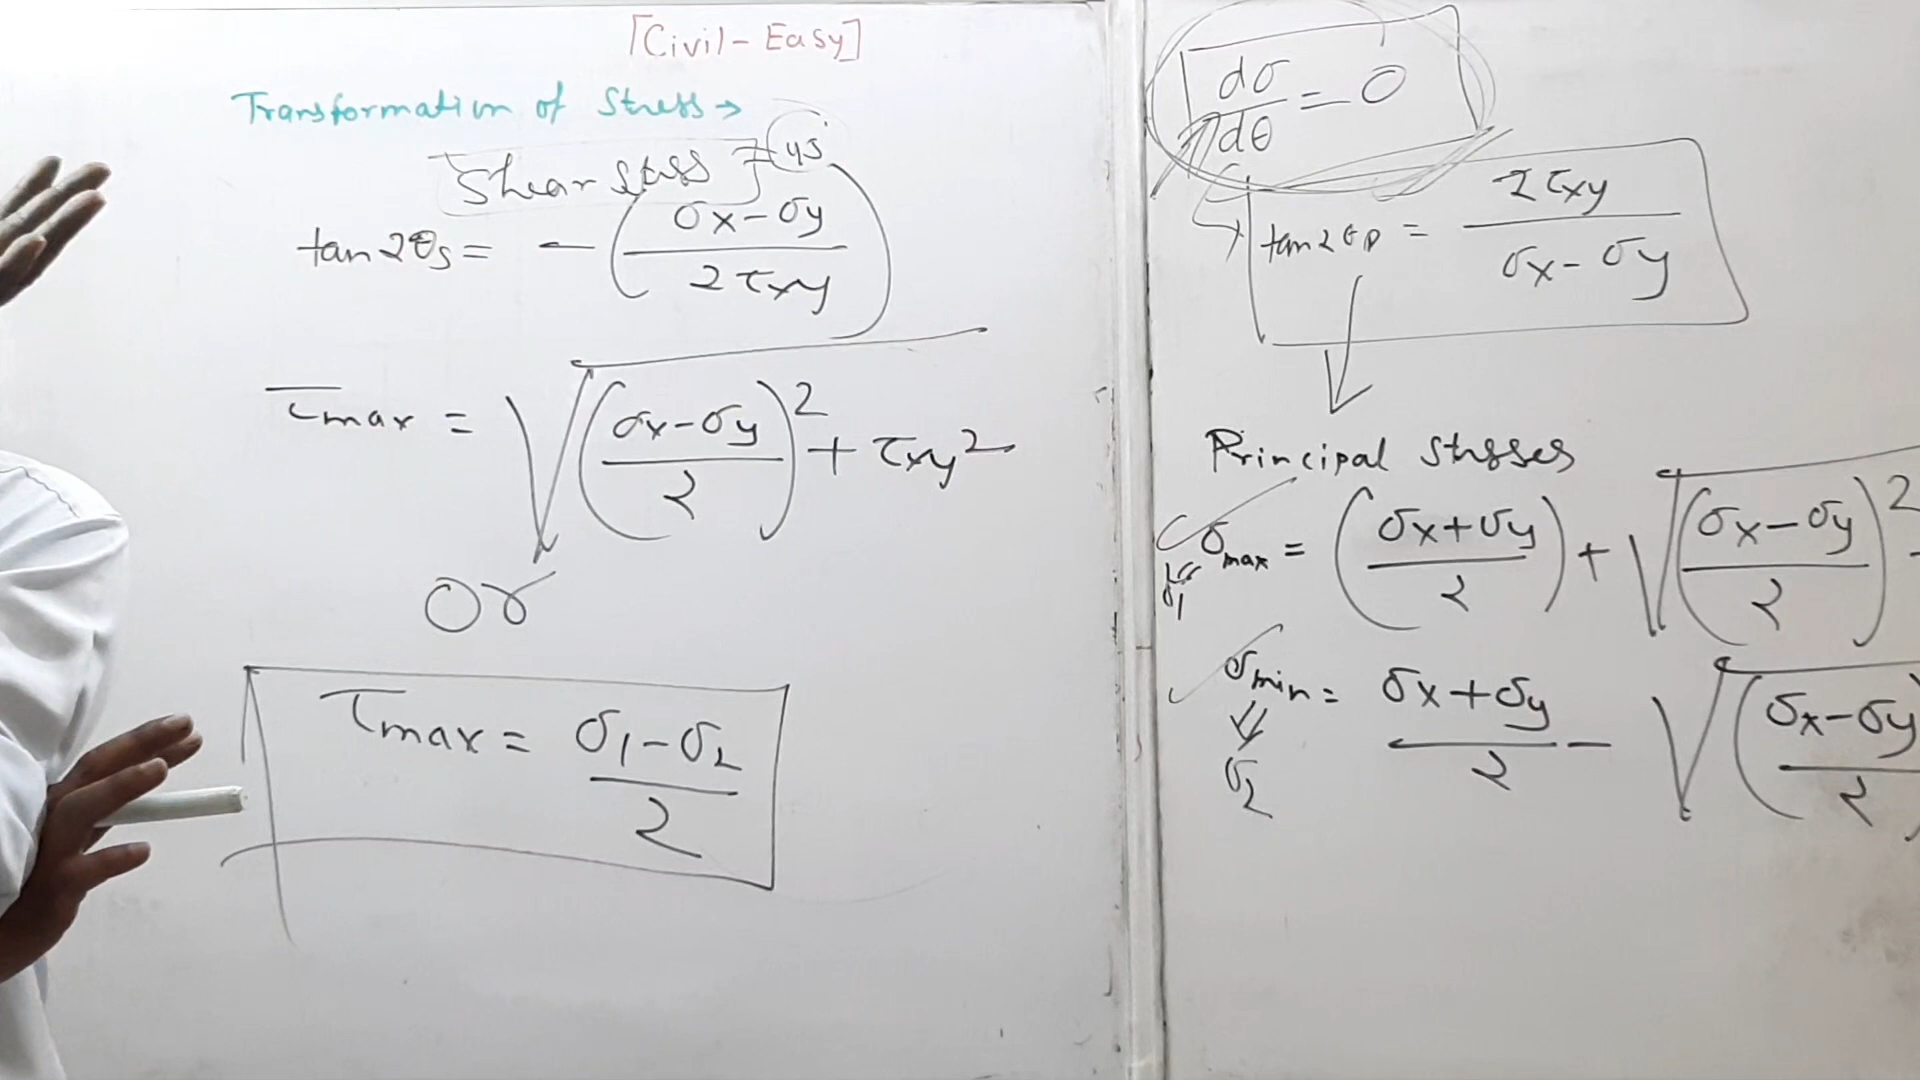 [Civil-Easy]
Transformation of Stress →
Shear stress 45°
tan2θs = - (σx-σy / 2τxy)
τmax = √((σx-σy / 2)² + τxy²)
or
τmax = σ1-σ2 / 2
dσ/dθ = 0
tan2θp = 2τxy / σx-σy
Principal stresses
σmax = (σx+σy / 2) + √((σx-σy / 2)²
σ1
σmin = σx+σy / 2 - √((σx-σy / 2
σ2